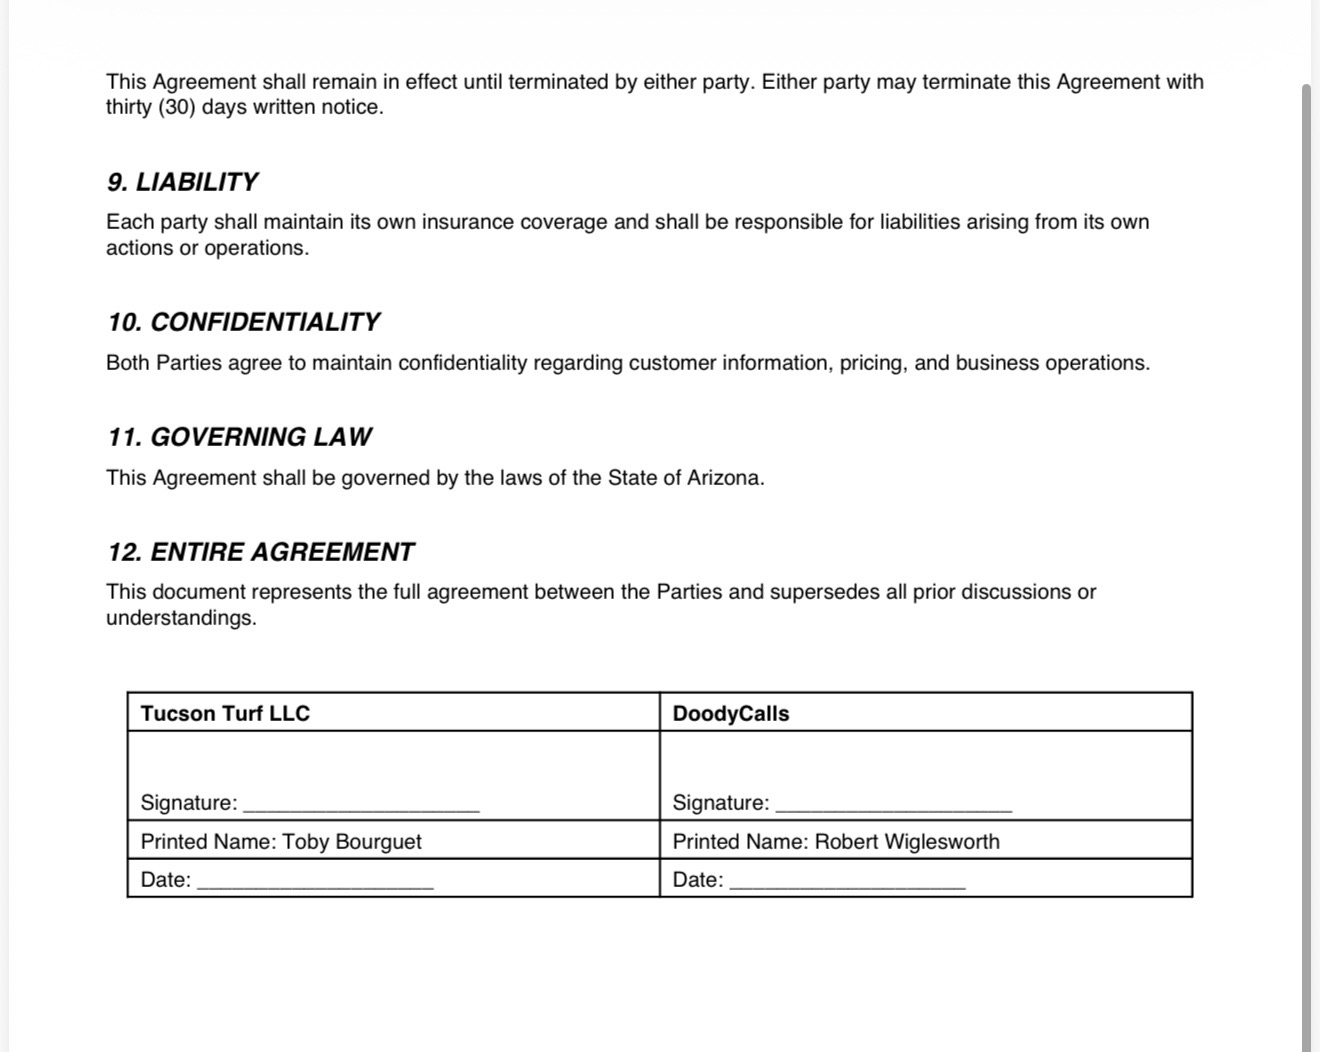 This Agreement shall remain in effect until terminated by either party. Either party may terminate this Agreement with
thirty (30) days written notice.
9. LIABILITY
Each party shall maintain its own insurance coverage and shall be responsible for liabilities arising from its own
actions or operations.
10. CONFIDENTIALITY
Both Parties agree to maintain confidentiality regarding customer information, pricing, and business operations.
11. GOVERNING LAW
This Agreement shall be governed by the laws of the State of Arizona.
12. ENTIRE AGREEMENT
This document represents the full agreement between the Parties and supersedes all prior discussions or
understandings.
Tucson Turf LLC
DoodyCalls
Signature: ____________________
Signature: ____________________
Printed Name: Toby Bourguet
Printed Name: Robert Wiglesworth
Date: ____________________
Date: ____________________